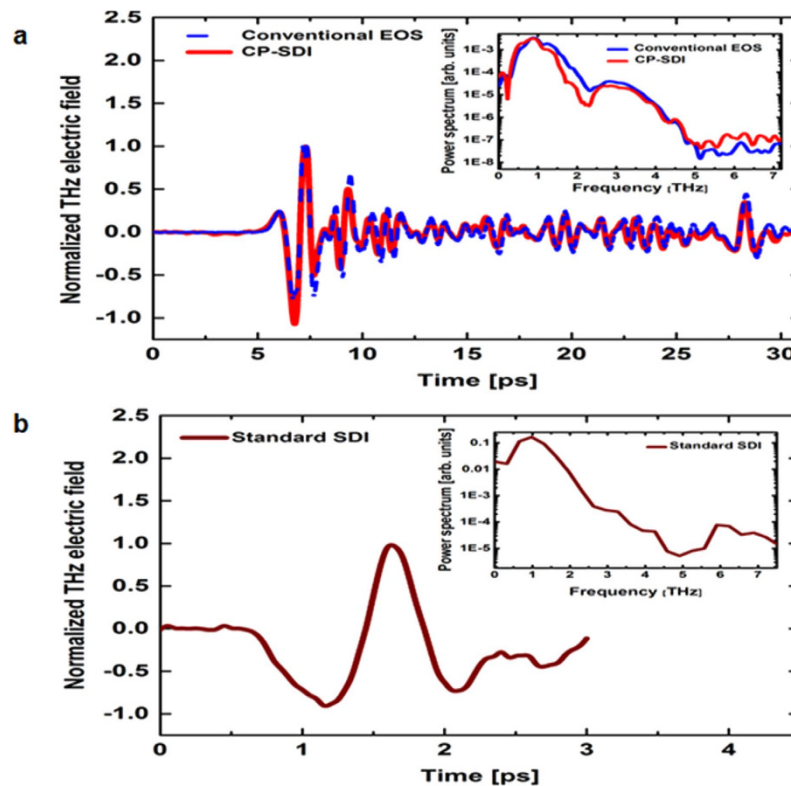 a
2.5
2.0
1.5
1.0
0.5
0.0
-0.5
-1.0
Normalized THz electric field
Conventional EOS
CP-SDI
0 5 10 15 20 25 30
Time [ps]
Power spectrum [arb. units]
1E-3
1E-4
1E-5
1E-6
1E-7
1E-8
Conventional EOS
CP-SDI
0 1 2 3 4 5 6 7
Frequency [THz]
b
2.5
2.0
1.5
1.0
0.5
0.0
-0.5
-1.0
Normalized THz electric field
Standard SDI
0 1 2 3 4
Time [ps]
Power spectrum [arb. units]
0.1
0.01
1E-3
1E-4
1E-5
Standard SDI
0 1 2 3 4 5 6 7
Frequency [THz]